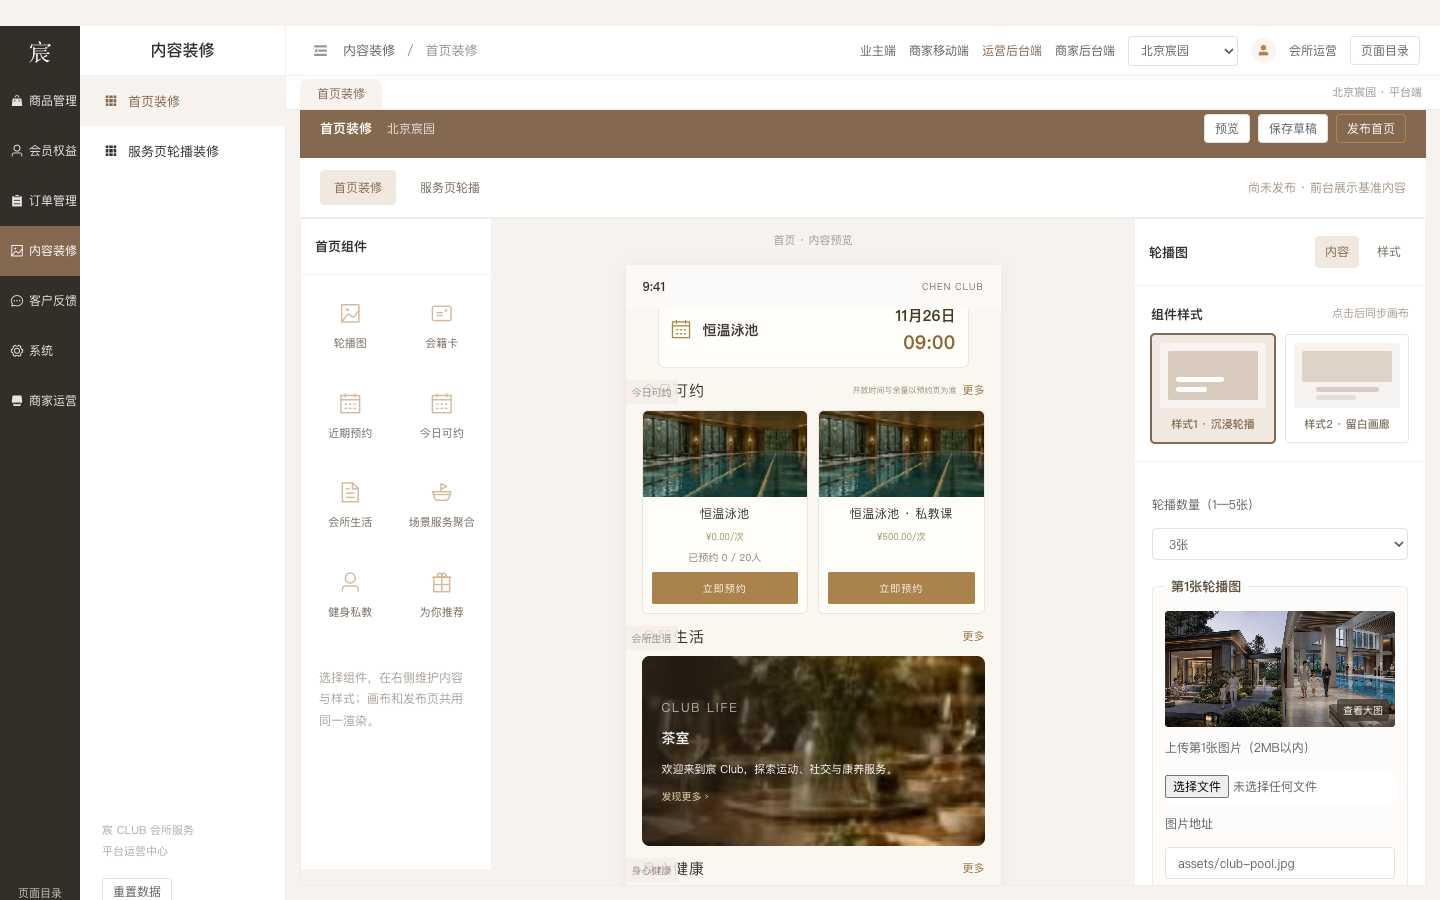 宸
内容装修
内容装修 / 首页装修
业主端
商家移动端
运营后台端
商家后台端
北京宸园
会所运营
页面目录
商品管理
会员权益
订单管理
内容装修
客户反馈
系统
商家运营
页面目录
首页装修
服务页轮播装修
宸 CLUB 会所服务
平台运营中心
重置数据
首页装修
北京宸园 · 平台端
首页装修
北京宸园
预览
保存草稿
发布首页
首页装修
服务页轮播
尚未发布 · 前台展示基准内容
首页组件
轮播图
会籍卡
近期预约
今日可约
会所生活
场景服务聚合
健身私教
为你推荐
选择组件，在右侧维护内容
与样式；画布和发布页共用
同一渲染。
首页 · 内容预览
9:41
CHEN CLUB
恒温泳池
11月26日
09:00
今日可约
可约
开放时间与余量以预约页为准
更多
恒温泳池
¥0.00/次
已预约 0 / 20人
立即预约
恒温泳池 · 私教课
¥500.00/次
立即预约
会所生活
生活
更多
CLUB LIFE
茶室
欢迎来到宸 Club，探索运动、社交与康养服务。
发现更多 ›
身心健康
健康
更多
轮播图
内容
样式
组件样式
点击后同步画布
样式1 · 沉浸轮播
样式2 · 留白画廊
轮播数量（1—5张）
3张
第1张轮播图
查看大图
上传第1张图片（2MB以内）
选择文件 未选择任何文件
图片地址
assets/club-pool.jpg